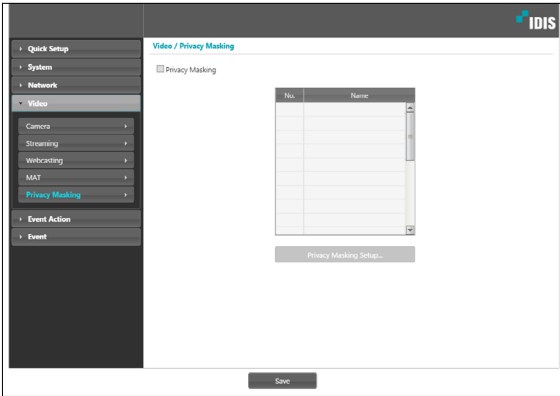 IDIS
Quick Setup
System
Network
Video
Camera
Streaming
Webcasting
MAT
Privacy Masking
Event Action
Event
Video / Privacy Masking
Privacy Masking
No. Name
Privacy Masking Setup...
Save